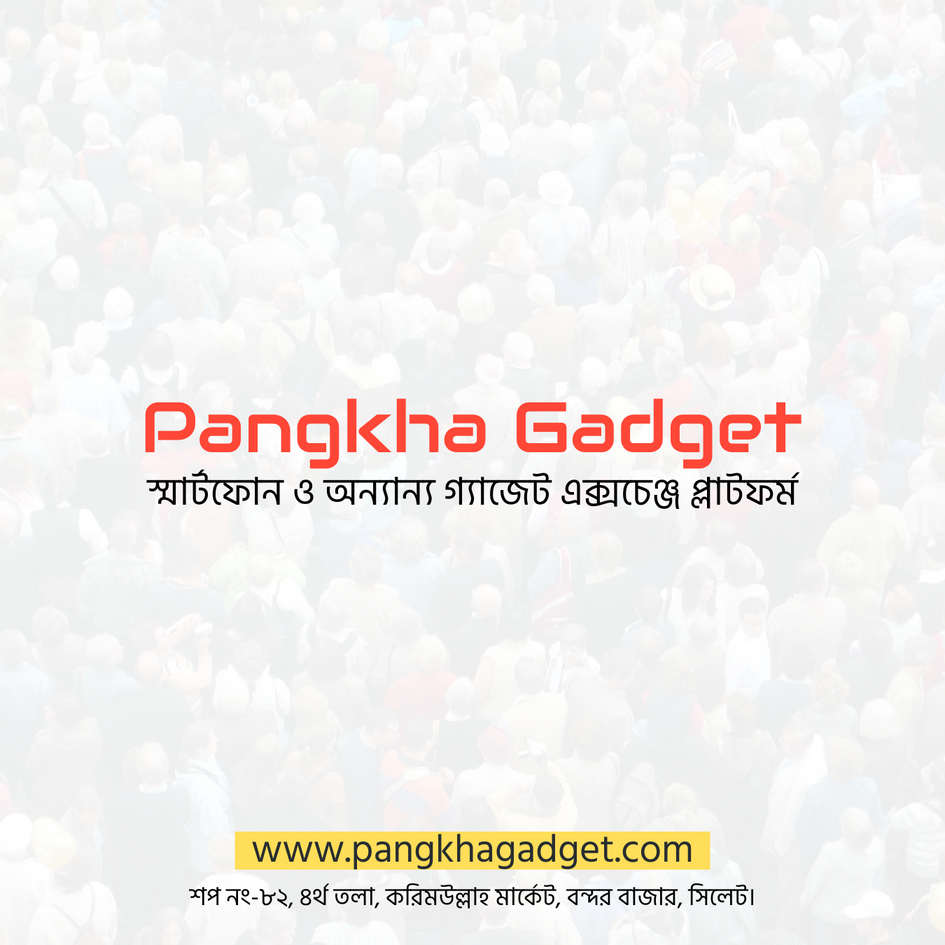 Pangkha Gadget
স্মার্টফোন ও অন্যান্য গ্যাজেট এক্সচেঞ্জ প্লাটফর্ম
www.pangkhagadget.com
শপ নং-৮২, ৪র্থ তলা, করিমউল্লাহ মার্কেট, বন্দর বাজার, সিলেট।